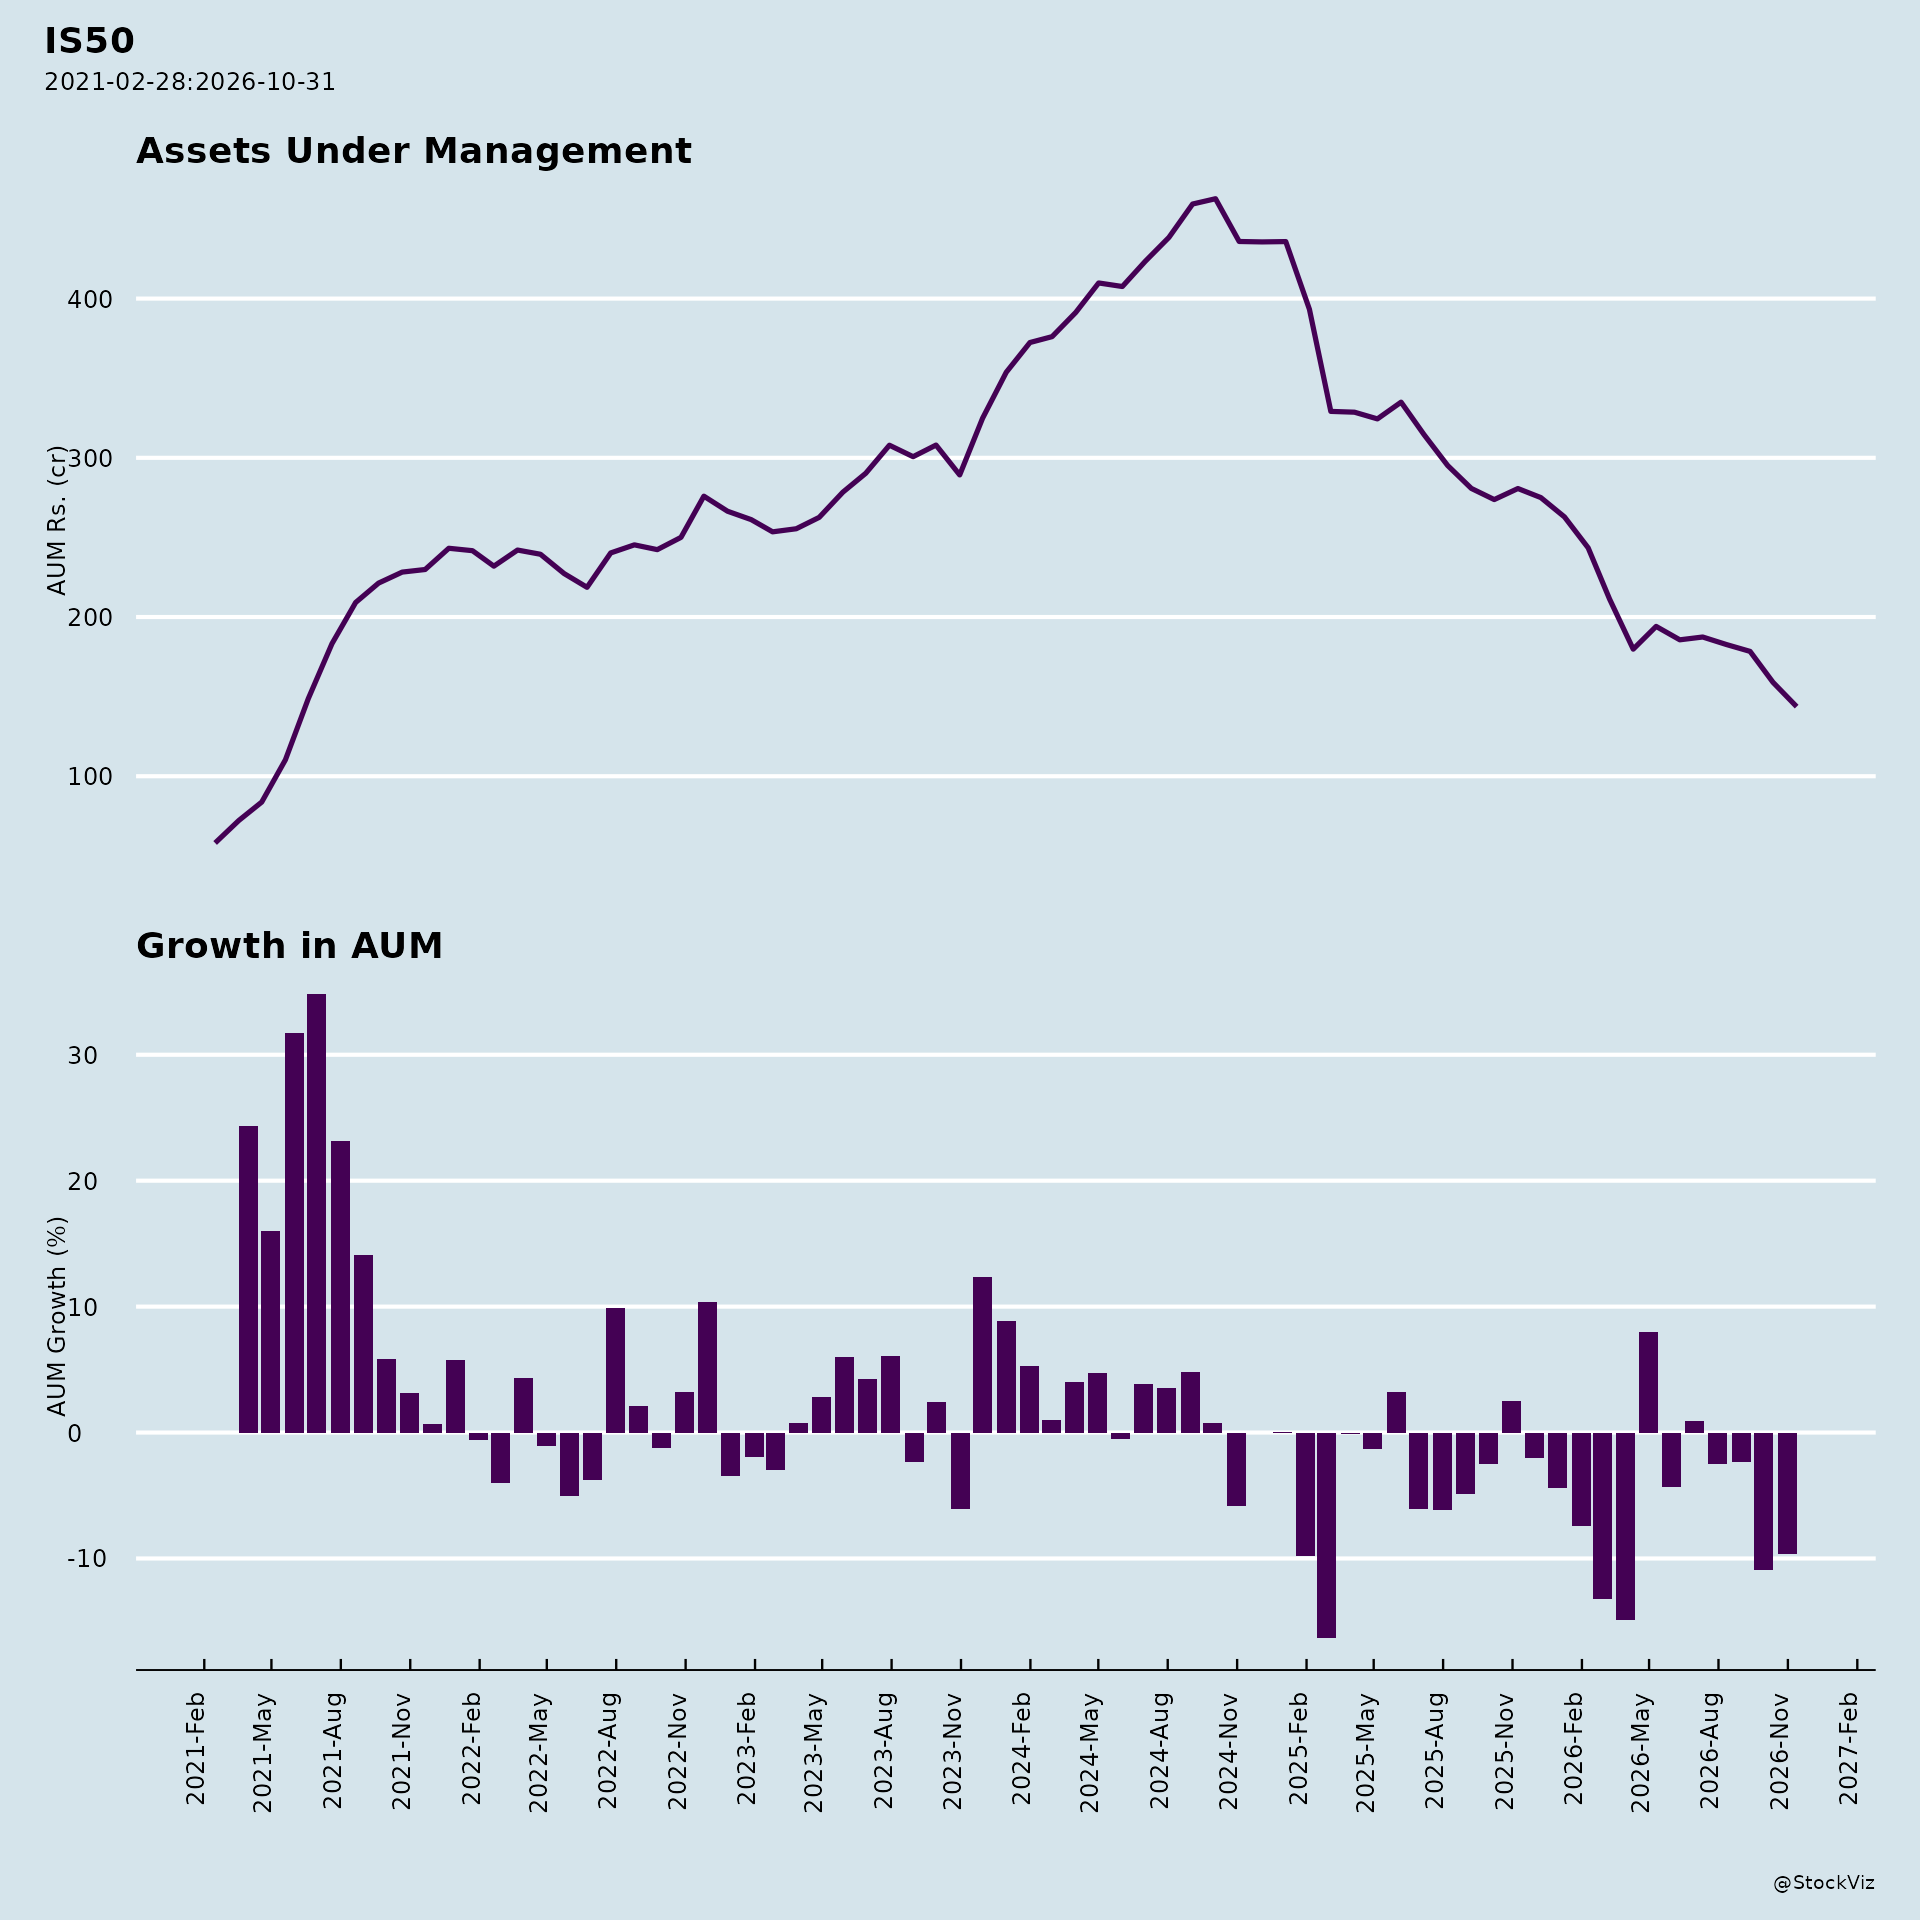 IS50
2021-02-28:2026-10-31
Assets Under Management
AUM Rs. (cr)
400
300
200
100
Growth in AUM
AUM Growth (%)
30
20
10
0
-10
2021-Feb
2021-May
2021-Aug
2021-Nov
2022-Feb
2022-May
2022-Aug
2022-Nov
2023-Feb
2023-May
2023-Aug
2023-Nov
2024-Feb
2024-May
2024-Aug
2024-Nov
2025-Feb
2025-May
2025-Aug
2025-Nov
2026-Feb
2026-May
2026-Aug
2026-Nov
2027-Feb
@StockViz